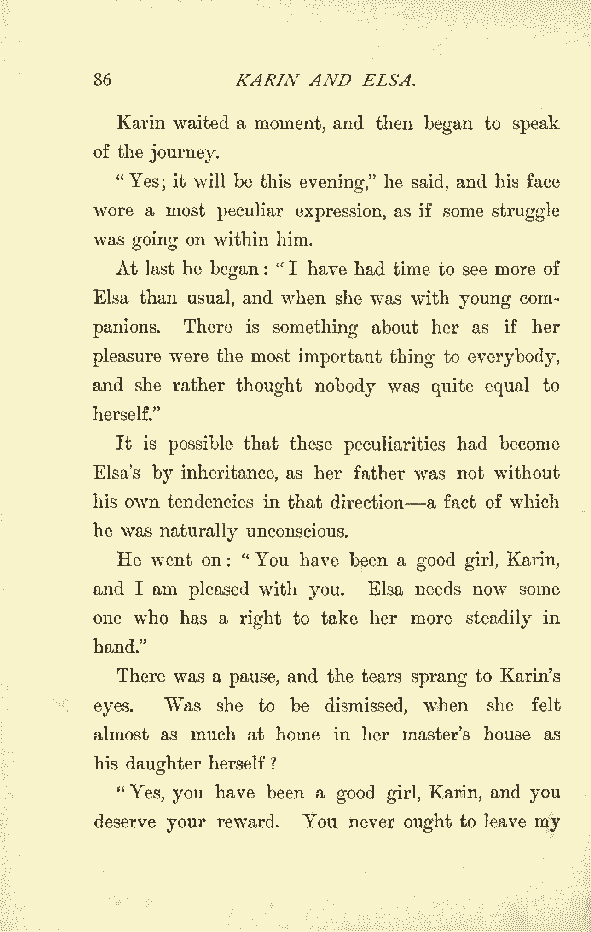 86 KARIN AND ELSA.
Karin waited a moment, and then began to speak
of the journey.
"Yes; it will be this evening," he said, and his face
wore a most peculiar expression, as if some struggle
was going on within him.
At last he began: "I have had time to see more of
Elsa than usual, and when she was with young com-
panions. There is something about her as if her
pleasure were the most important thing to everybody,
and she rather thought nobody was quite equal to
herself."
It is possible that these peculiarities had become
Elsa's by inheritance, as her father was not without
his own tendencies in that direction—a fact of which
he was naturally unconscious.
He went on: "You have been a good girl, Karin,
and I am pleased with you. Elsa needs now some
one who has a right to take her more steadily in
hand."
There was a pause, and the tears sprang to Karin's
eyes. Was she to be dismissed, when she felt
almost as much at home in her master's house as
his daughter herself?
"Yes, you have been a good girl, Karin, and you
deserve your reward. You never ought to leave my